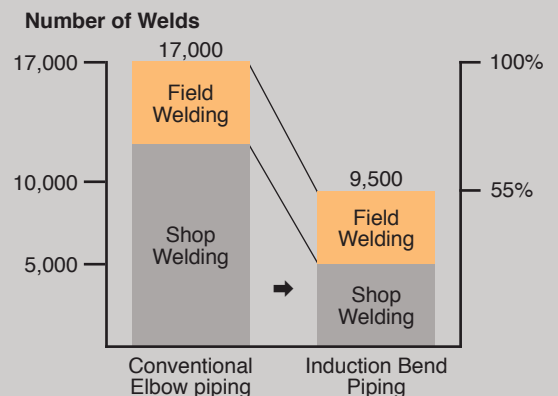 Number of Welds
17,000
17,000
100%
Field
Welding
10,000
9,500
55%
Field
Welding
Shop
Welding
5,000
Shop
Welding
Conventional
Elbow piping
Induction Bend
Piping